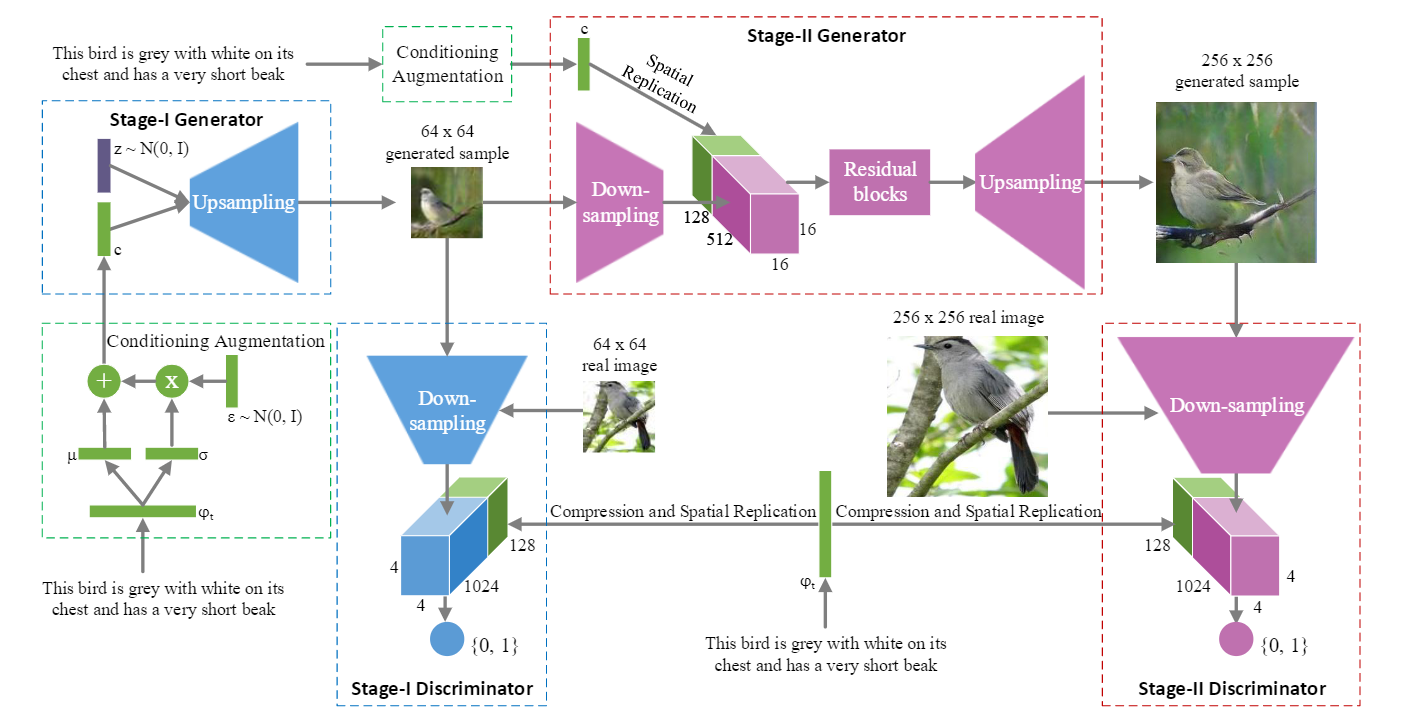 This bird is grey with white on its
chest and has a very short beak
Conditioning
Augmentation
c
Stage-II Generator
Spatial
Replication
256 x 256
generated sample
Stage-I Generator
z ~ N(0, I)
Upsampling
c
64 x 64
generated sample
Down-
sampling
128
512
16
16
Residual
blocks
Upsampling
Conditioning Augmentation
+
x
ε ~ N(0, I)
μ
σ
φt
This bird is grey with white on its
chest and has a very short beak
Down-
sampling
64 x 64
real image
256 x 256 real image
Down-sampling
Compression and Spatial Replication
Compression and Spatial Replication
128
1024
4
4
{0, 1}
Stage-I Discriminator
φt
This bird is grey with white on its
chest and has a very short beak
128
1024
4
4
{0, 1}
Stage-II Discriminator